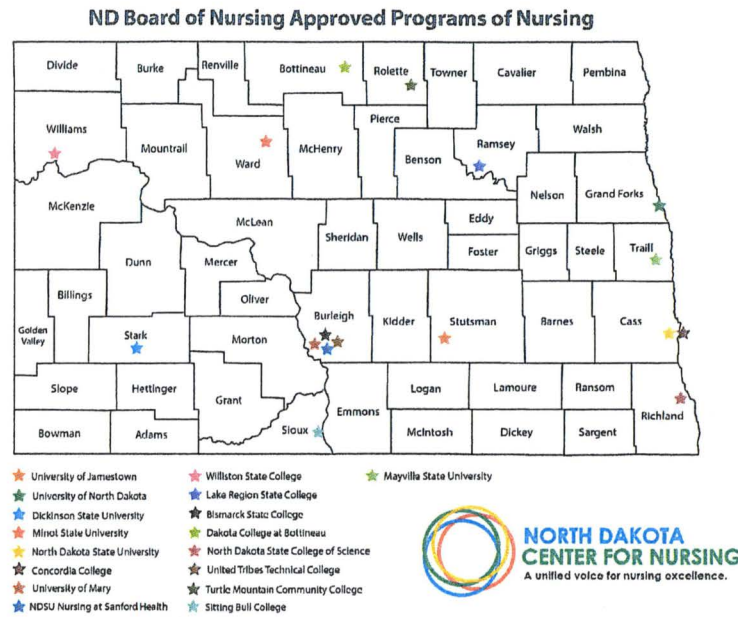 ND Board of Nursing Approved Programs of Nursing
Divide
Burke
Renville
Bottineau
Rolette
Towner
Cavalier
Pembina
Williams
Mountrail
Ward
McHenry
Pierce
Benson
Ramsey
Walsh
McKenzie
McLean
Sheridan
Wells
Eddy
Foster
Nelson
Grand Forks
Griggs
Steele
Traill
Dunn
Mercer
Oliver
Billings
Golden
Valley
Stark
Morton
Burleigh
Kidder
Stutsman
Barnes
Cass
Slope
Hettinger
Grant
Emmons
Logan
Lamoure
Ransom
Richland
Bowman
Adams
Sioux
McIntosh
Dickey
Sargent
University of Jamestown
University of North Dakota
Dickinson State University
Minot State University
North Dakota State University
Concordia College
University of Mary
NDSU Nursing at Sanford Health
Williston State College
Lake Region State College
Bismarck State College
Dakota College at Bottineau
North Dakota State College of Science
United Tribes Technical College
Turtle Mountain Community College
Sitting Bull College
Mayville State University
NORTH DAKOTA
CENTER FOR NURSING
A unified voice for nursing excellence.